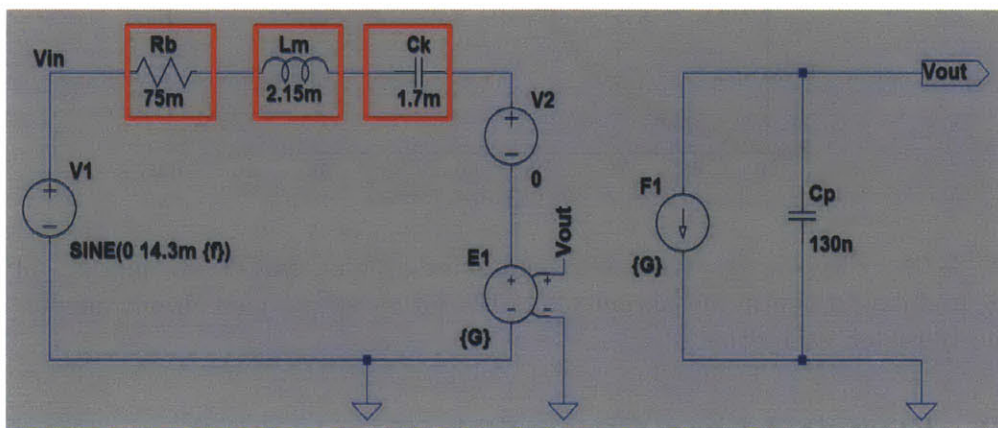 Rb
Lm
Ck
Vin
75m
2.15m
1.7m
V2
0
V1
SINE(0 14.3m {f})
E1
{G}
Vout
F1
{G}
Cp
130n
Vout